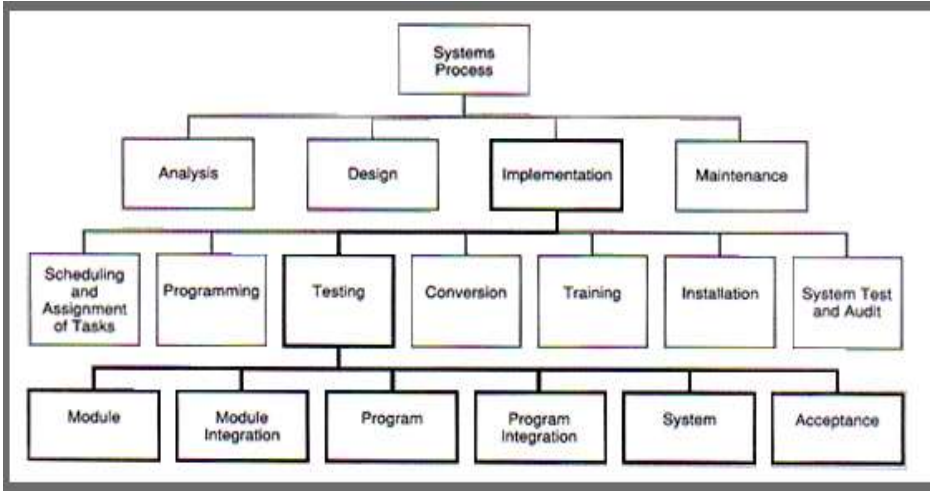 Systems
Process
Analysis
Design
Implementation
Maintenance
Scheduling
and
Assignment
of Tasks
Programming
Testing
Conversion
Training
Installation
System Test
and Audit
Module
Module
Integration
Program
Program
Integration
System
Acceptance